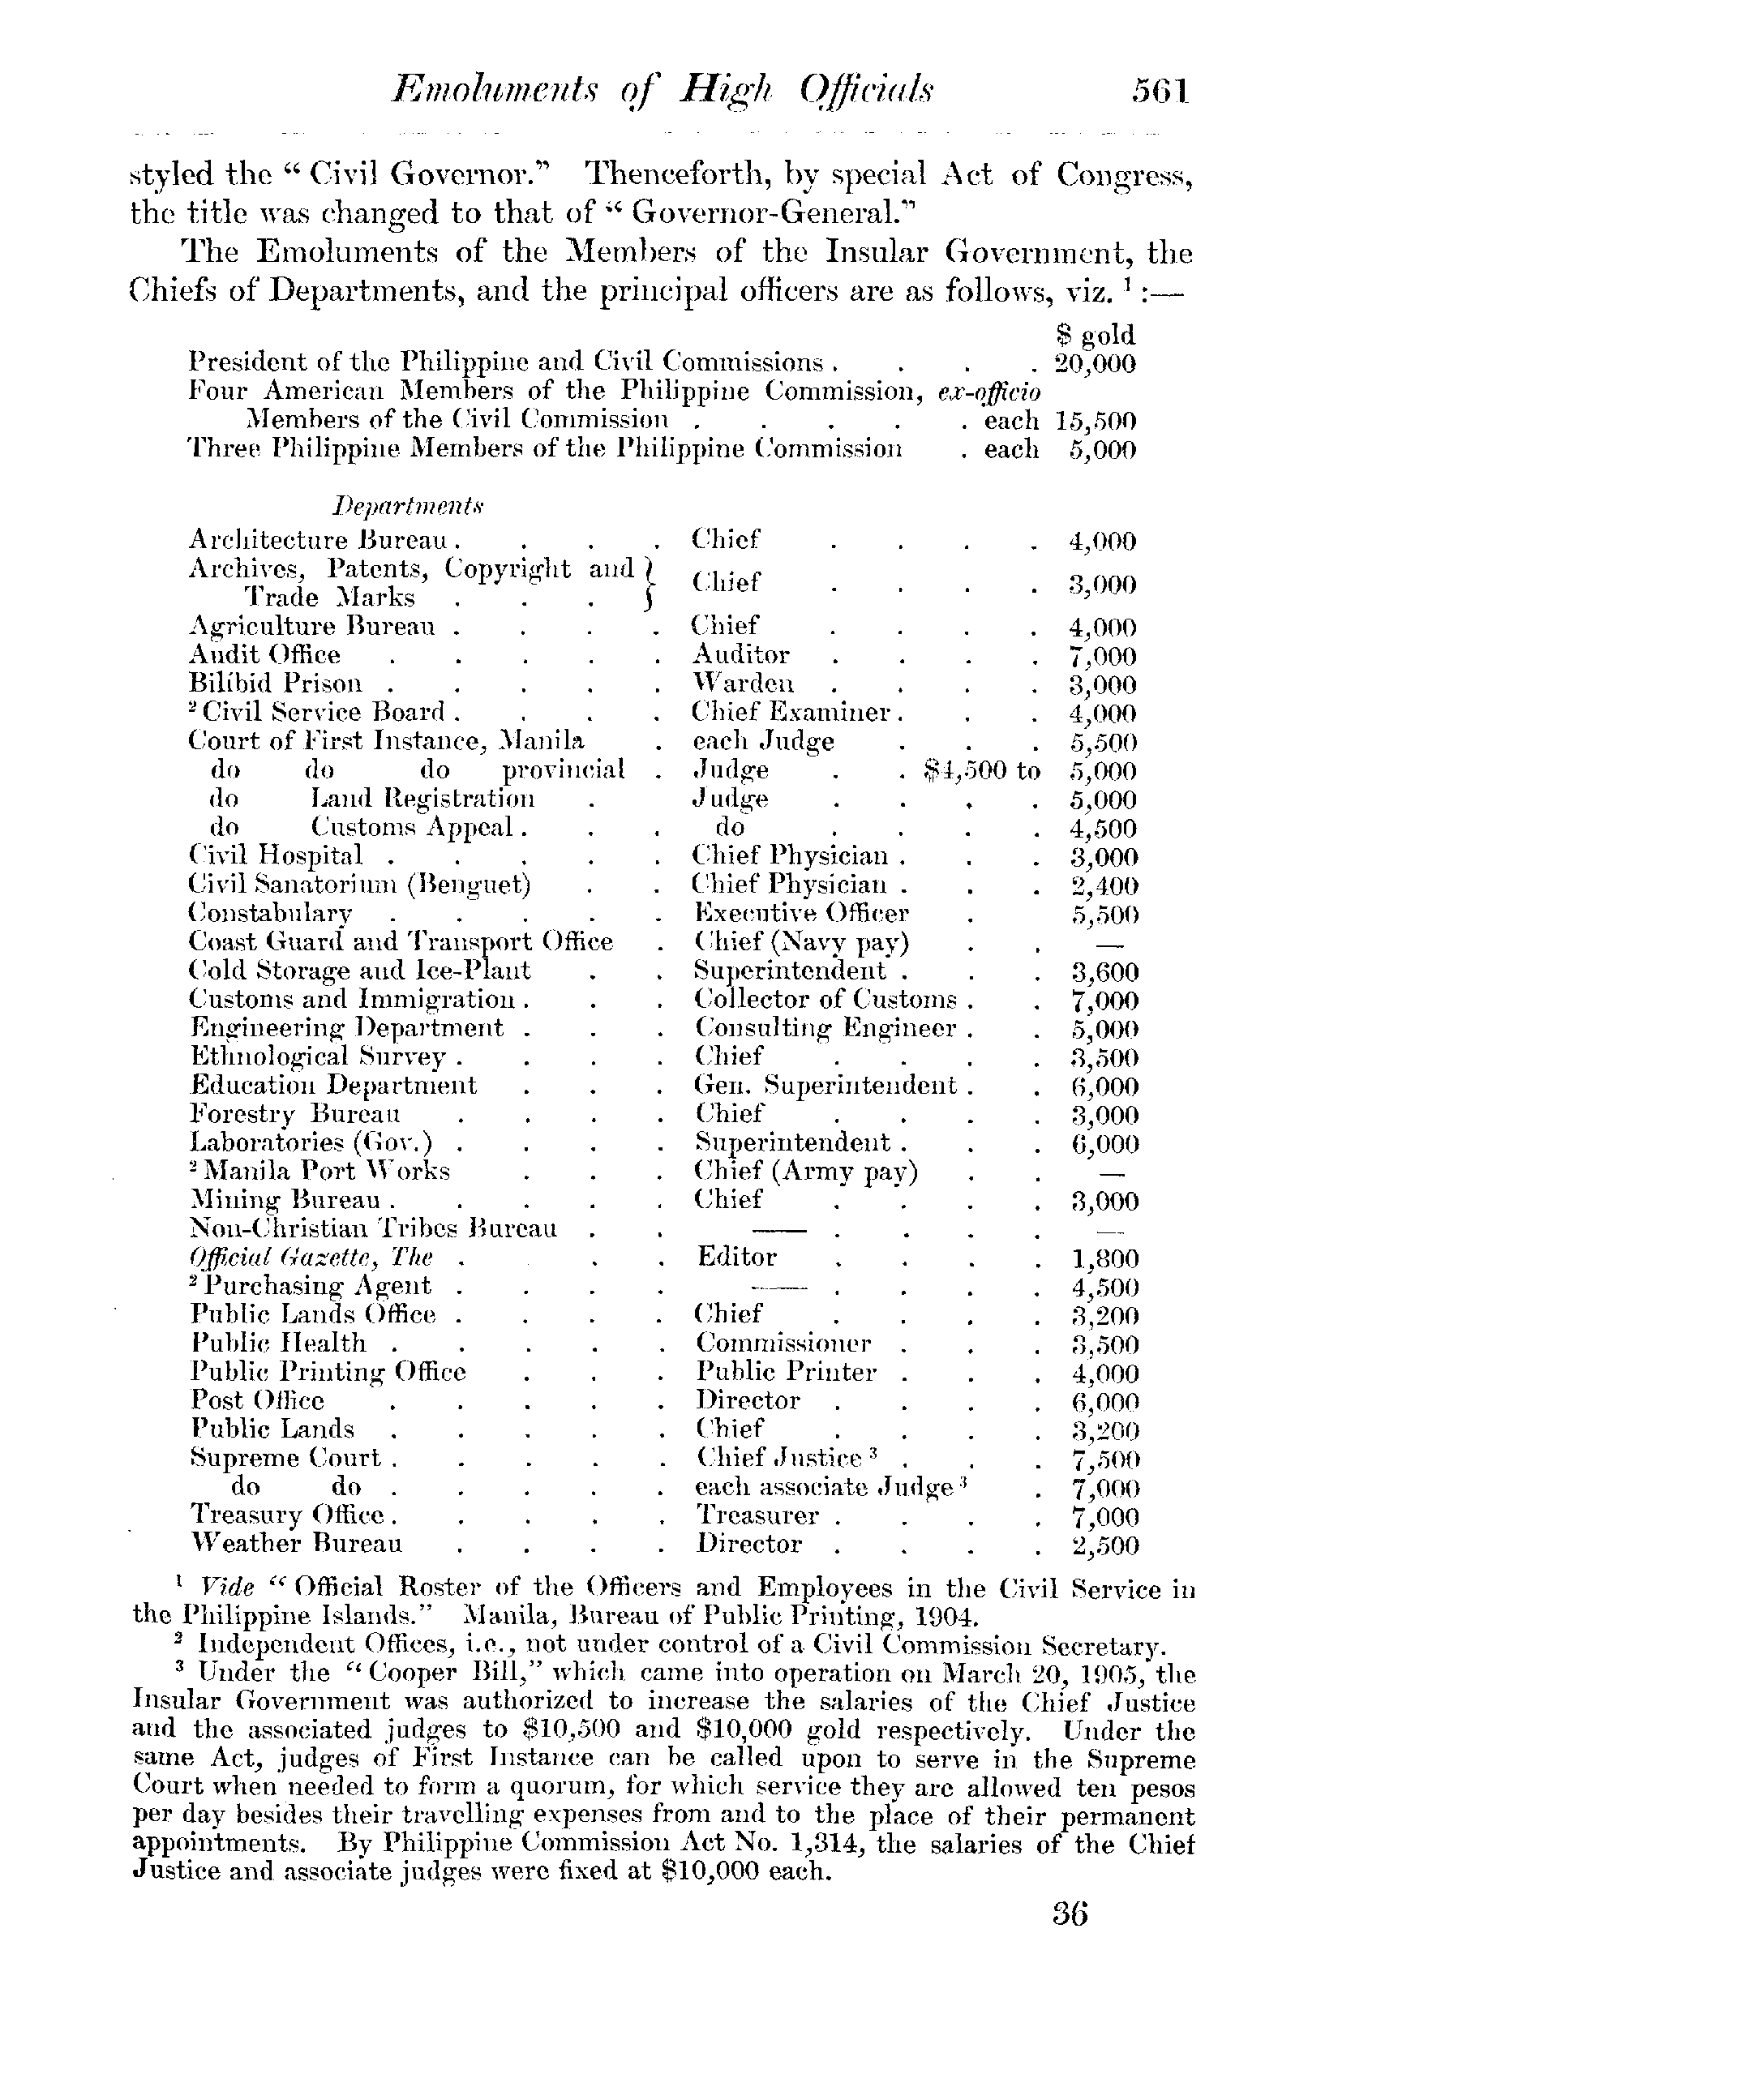 Emoluments of High Officials 561
styled the “ Civil Governor.” Thenceforth, by special Act of Congress,
the title was changed to that of “ Governor-General.”
The Emoluments of the Members of the Insular Government, the
Chiefs of Departments, and the principal officers are as follows, viz. ¹ :—
$ gold
President of the Philippine and Civil Commissions . . . . 20,000
Four American Members of the Philippine Commission, ex-officio
Members of the Civil Commission . . . . . each 15,500
Three Philippine Members of the Philippine Commission . each 5,000
Departments
Architecture Bureau . . . . Chief . . . . 4,000
Archives, Patents, Copyright and }
Trade Marks . . . } Chief . . . . 3,000
Agriculture Bureau . . . . Chief . . . . 4,000
Audit Office . . . . . Auditor . . . . 7,000
Bilíbid Prison . . . . . Warden . . . . 3,000
² Civil Service Board . . . . Chief Examiner . . . 4,000
Court of First Instance, Manila . each Judge . . . 5,500
do do do provincial . Judge . . $4,500 to 5,000
do Land Registration . Judge . . . . 5,000
do Customs Appeal . . . do . . . . 4,500
Civil Hospital . . . . . Chief Physician . . . 3,000
Civil Sanatorium (Benguet) . . Chief Physician . . . 2,400
Constabulary . . . . . Executive Officer . 5,500
Coast Guard and Transport Office . Chief (Navy pay) . . —
Cold Storage and Ice-Plant . . Superintendent . . . 3,600
Customs and Immigration . . . Collector of Customs . . 7,000
Engineering Department . . . Consulting Engineer . . 5,000
Ethnological Survey . . . . Chief . . . . 3,500
Education Department . . . Gen. Superintendent . . 6,000
Forestry Bureau . . . . Chief . . . . 3,000
Laboratories (Gov.) . . . . Superintendent . . . 6,000
² Manila Port Works . . . Chief (Army pay) . . —
Mining Bureau . . . . . Chief . . . . 3,000
Non-Christian Tribes Bureau . . — . . . . —
Official Gazette, The . . . Editor . . . . 1,800
² Purchasing Agent . . . . — . . . . 4,500
Public Lands Office . . . . Chief . . . . 3,200
Public Health . . . . . Commissioner . . . 3,500
Public Printing Office . . . Public Printer . . . 4,000
Post Office . . . . . Director . . . . 6,000
Public Lands . . . . . Chief . . . . 3,200
Supreme Court . . . . . Chief Justice ³ . . . 7,500
do do . . . . . each associate Judge ³ . 7,000
Treasury Office . . . . . Treasurer . . . . 7,000
Weather Bureau . . . . Director . . . . 2,500
¹ Vide “ Official Roster of the Officers and Employees in the Civil Service in
the Philippine Islands.” Manila, Bureau of Public Printing, 1904.
² Independent Offices, i.e., not under control of a Civil Commission Secretary.
³ Under the “ Cooper Bill,” which came into operation on March 20, 1905, the
Insular Government was authorized to increase the salaries of the Chief Justice
and the associated judges to $10,500 and $10,000 gold respectively. Under the
same Act, judges of First Instance can be called upon to serve in the Supreme
Court when needed to form a quorum, for which service they are allowed ten pesos
per day besides their travelling expenses from and to the place of their permanent
appointments. By Philippine Commission Act No. 1,314, the salaries of the Chief
Justice and associate judges were fixed at $10,000 each.
36